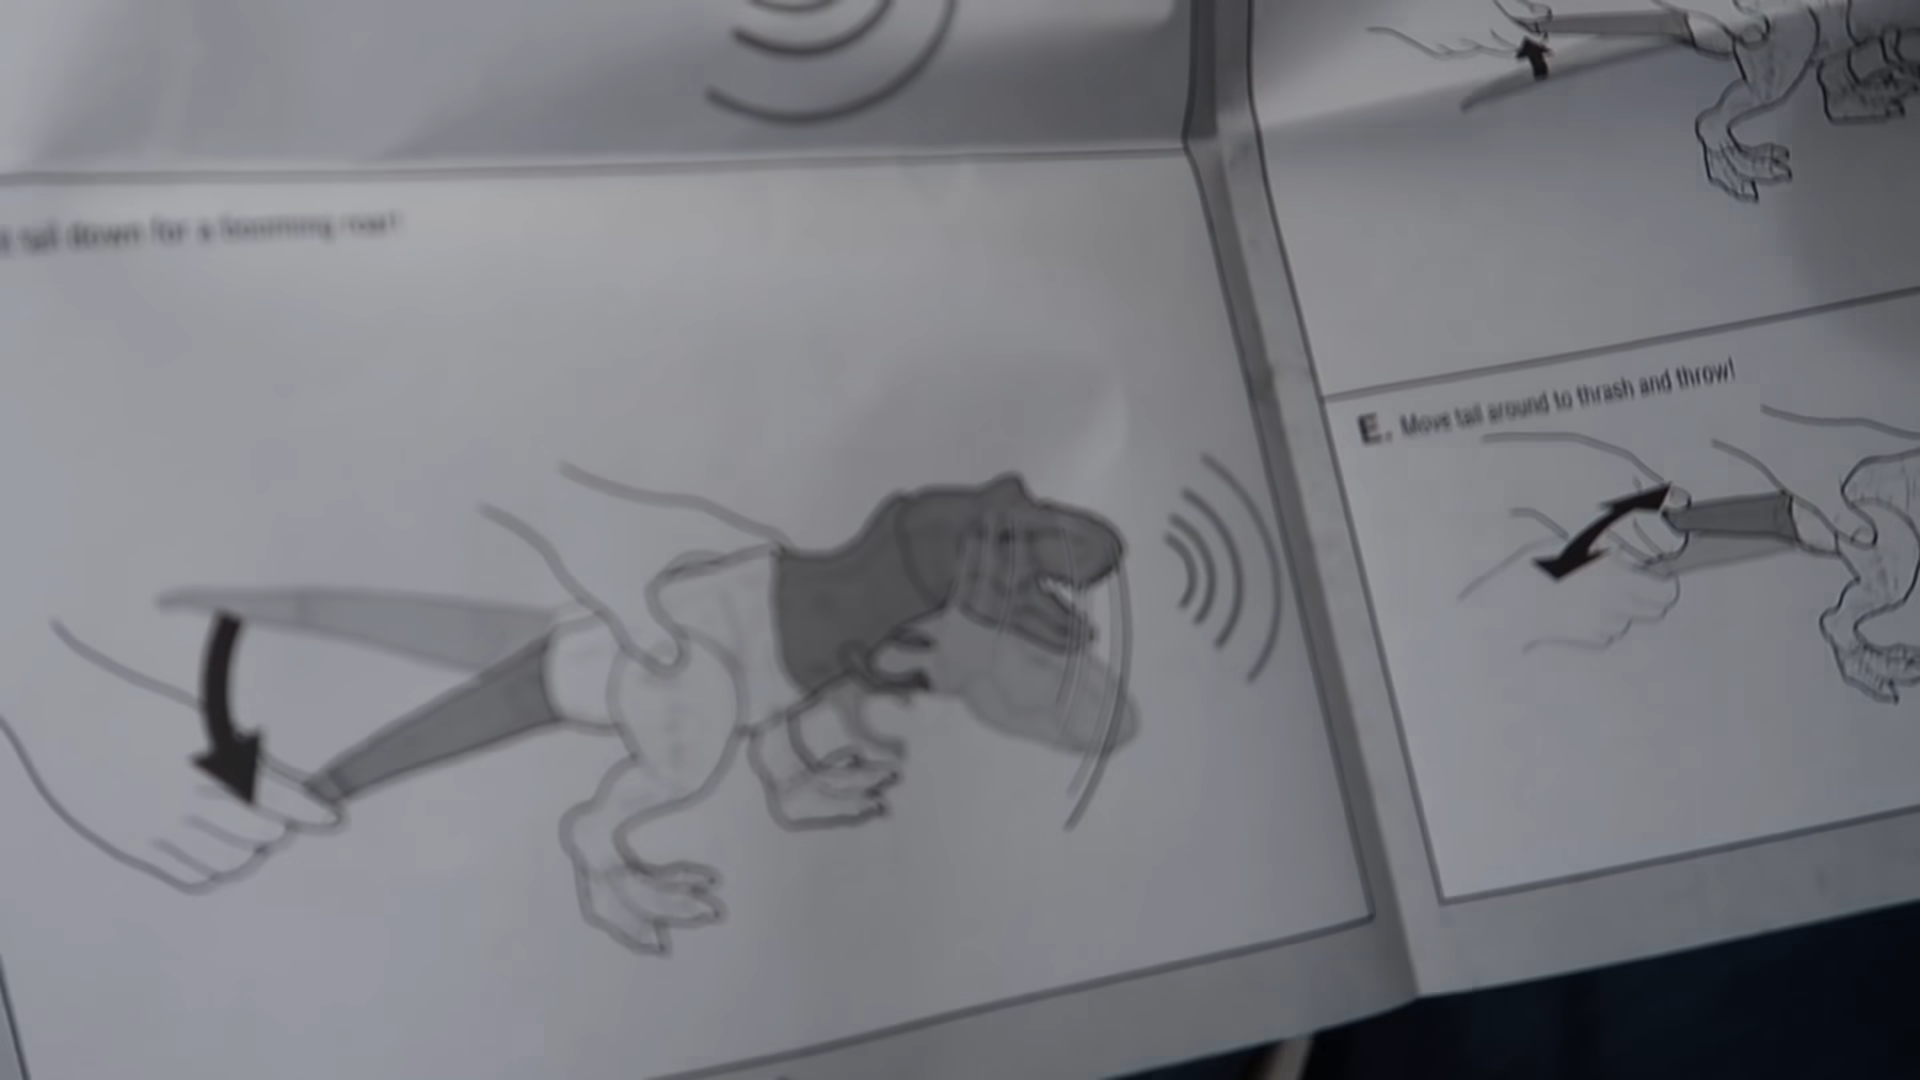 tail down for a booming roar!
E. Move tail around to thrash and throw!